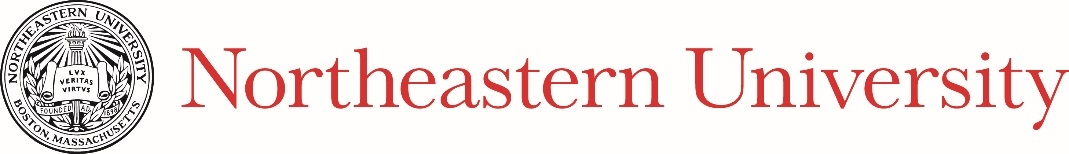 NORTHEASTERN UNIVERSITY
LVX
VERITAS
VIRTVS
FOUNDED A.D.
BOSTON, MASSACHUSETTS
Northeastern University